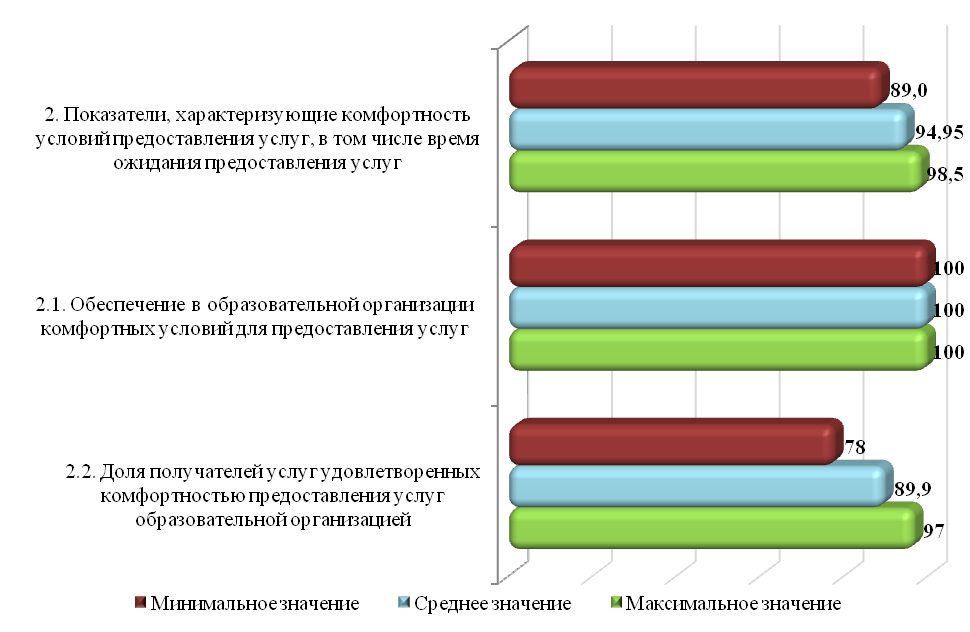 2. Показатели, характеризующие комфортность
условий предоставления услуг, в том числе время
ожидания предоставления услуг
89,0
94,95
98,5
2.1. Обеспечение в образовательной организации
комфортных условий для предоставления услуг
100
100
100
2.2. Доля получателей услуг удовлетворенных
комфортностью предоставления услуг
образовательной организацией
78
89,9
97
Минимальное значение
Среднее значение
Максимальное значение